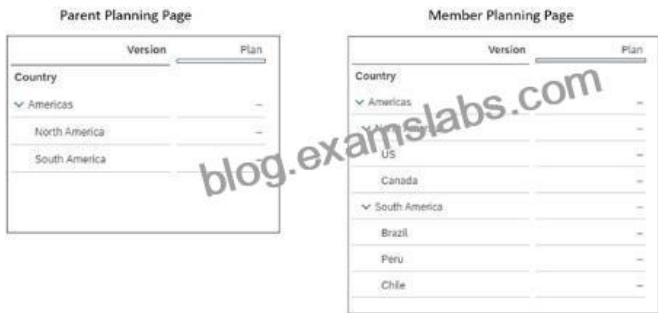 Parent Planning Page
Version Plan
Country
Americas –
North America –
South America –
Member Planning Page
Version Plan
Country
Americas –
–
US –
Canada –
South America –
Brazil –
Peru –
Chile –
blog.examslabs.com